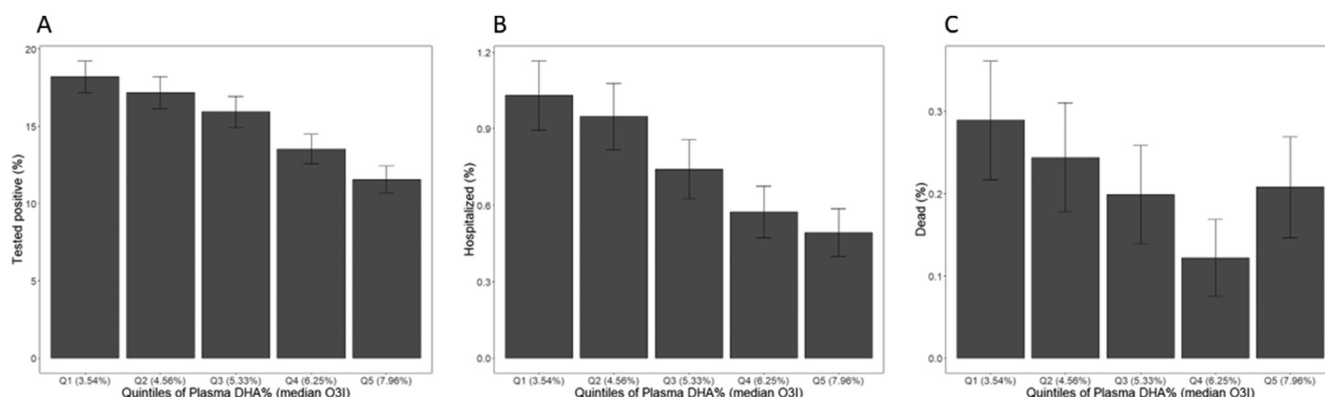 A
Tested positive (%)
20
15
10
5
0
Q1 (3.54%) Q2 (4.56%) Q3 (5.33%) Q4 (6.25%) Q5 (7.96%)
Quintiles of Plasma DHA% (median O3I)
B
Hospitalized (%)
1.2
0.9
0.6
0.3
0.0
Q1 (3.54%) Q2 (4.56%) Q3 (5.33%) Q4 (6.25%) Q5 (7.96%)
Quintiles of Plasma DHA% (median O3I)
C
Dead (%)
0.3
0.2
0.1
0.0
Q1 (3.54%) Q2 (4.56%) Q3 (5.33%) Q4 (6.25%) Q5 (7.96%)
Quintiles of Plasma DHA% (median O3I)